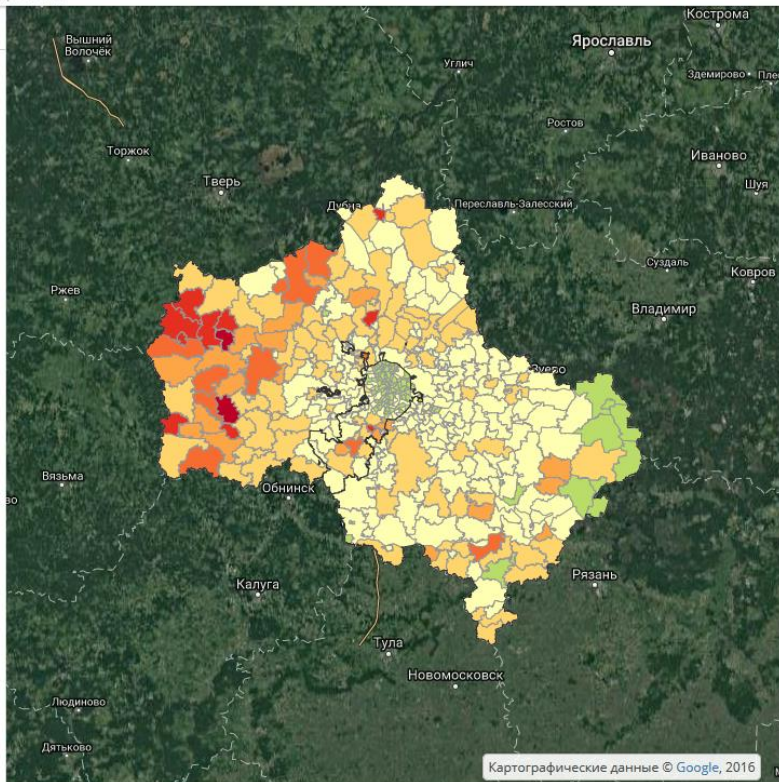 Кострома
Вышний
Волочёк
Ярославль
Углич
Здемирово
Ростов
Торжок
Иваново
Тверь
Шуя
Дубна
Переславль-Залесский
Суздаль
Ковров
Ржев
Владимир
Зуево
Вязьма
Обнинск
Рязань
Калуга
Тула
Новомосковск
Людиново
Дятьково
Картографические данные © Google, 2016